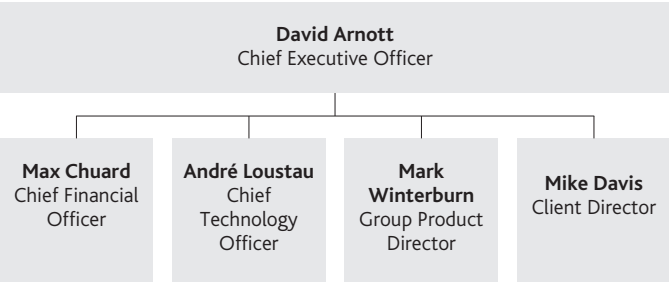 David Arnott
Chief Executive Officer
Max Chuard
Chief Financial
Officer
André Loustau
Chief
Technology
Officer
Mark
Winterburn
Group Product
Director
Mike Davis
Client Director